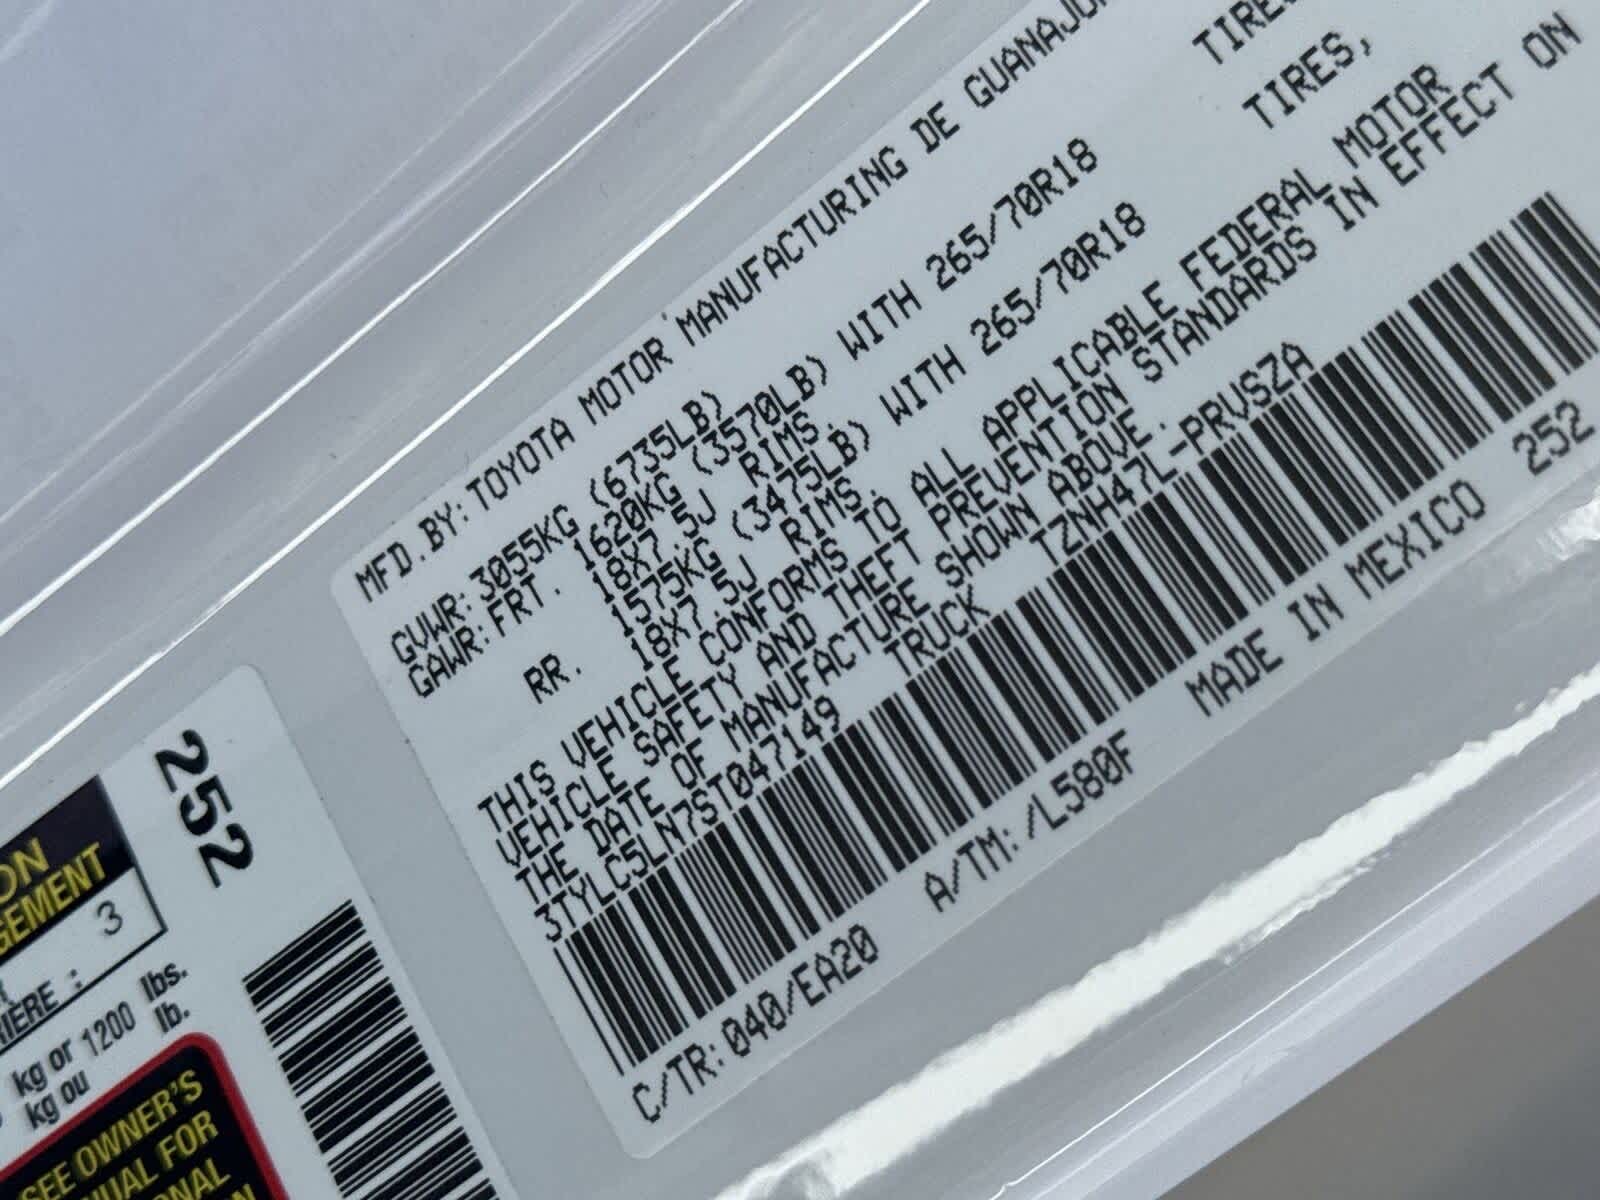 MFD.BY: TOYOTA MOTOR MANUFACTURING DE
GVWR: 3055KG (6735LB)
GAWR: FRT. 1620KG (3570LB) WITH 265/70R18
18X7.5J RIMS, TIRES,
RR. 1575KG (3475LB) WITH 265/70R18 TIRES,
18X7.5J RIMS.
THIS VEHICLE CONFORMS TO ALL APPLICABLE FEDERAL MOTOR
VEHICLE SAFETY AND THEFT PREVENTION STANDARDS IN EFFECT ON
THE DATE OF MANUFACTURE SHOWN ABOVE.
3TYLC5LN7ST047149 TRUCK TZNH47L-PRVSZA
C/TR: 040/EA20 A/TM: /L580F MADE IN MEXICO 252
252
3
kg or 1200 lbs.
kg ou lb.
SEE OWNER'S
FOR